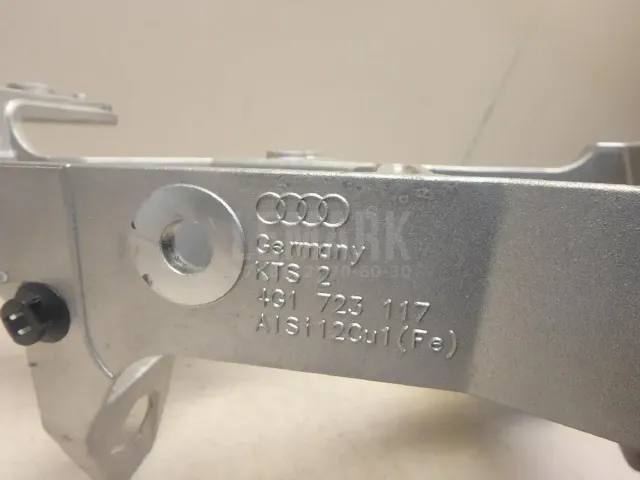 Germany
KTS 2
4G1 723 117
AlSi12Cu1(Fe)